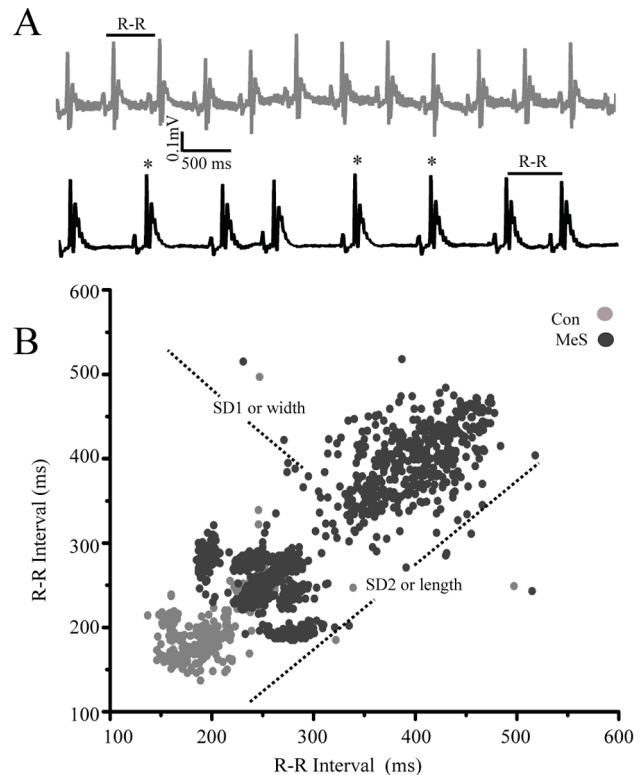 A
R-R
0.1mV
500 ms
* * *
R-R
B
600
500
400
300
200
100
R-R Interval (ms)
Con
MeS
SD1 or width
SD2 or length
100 200 300 400 500 600
R-R Interval (ms)